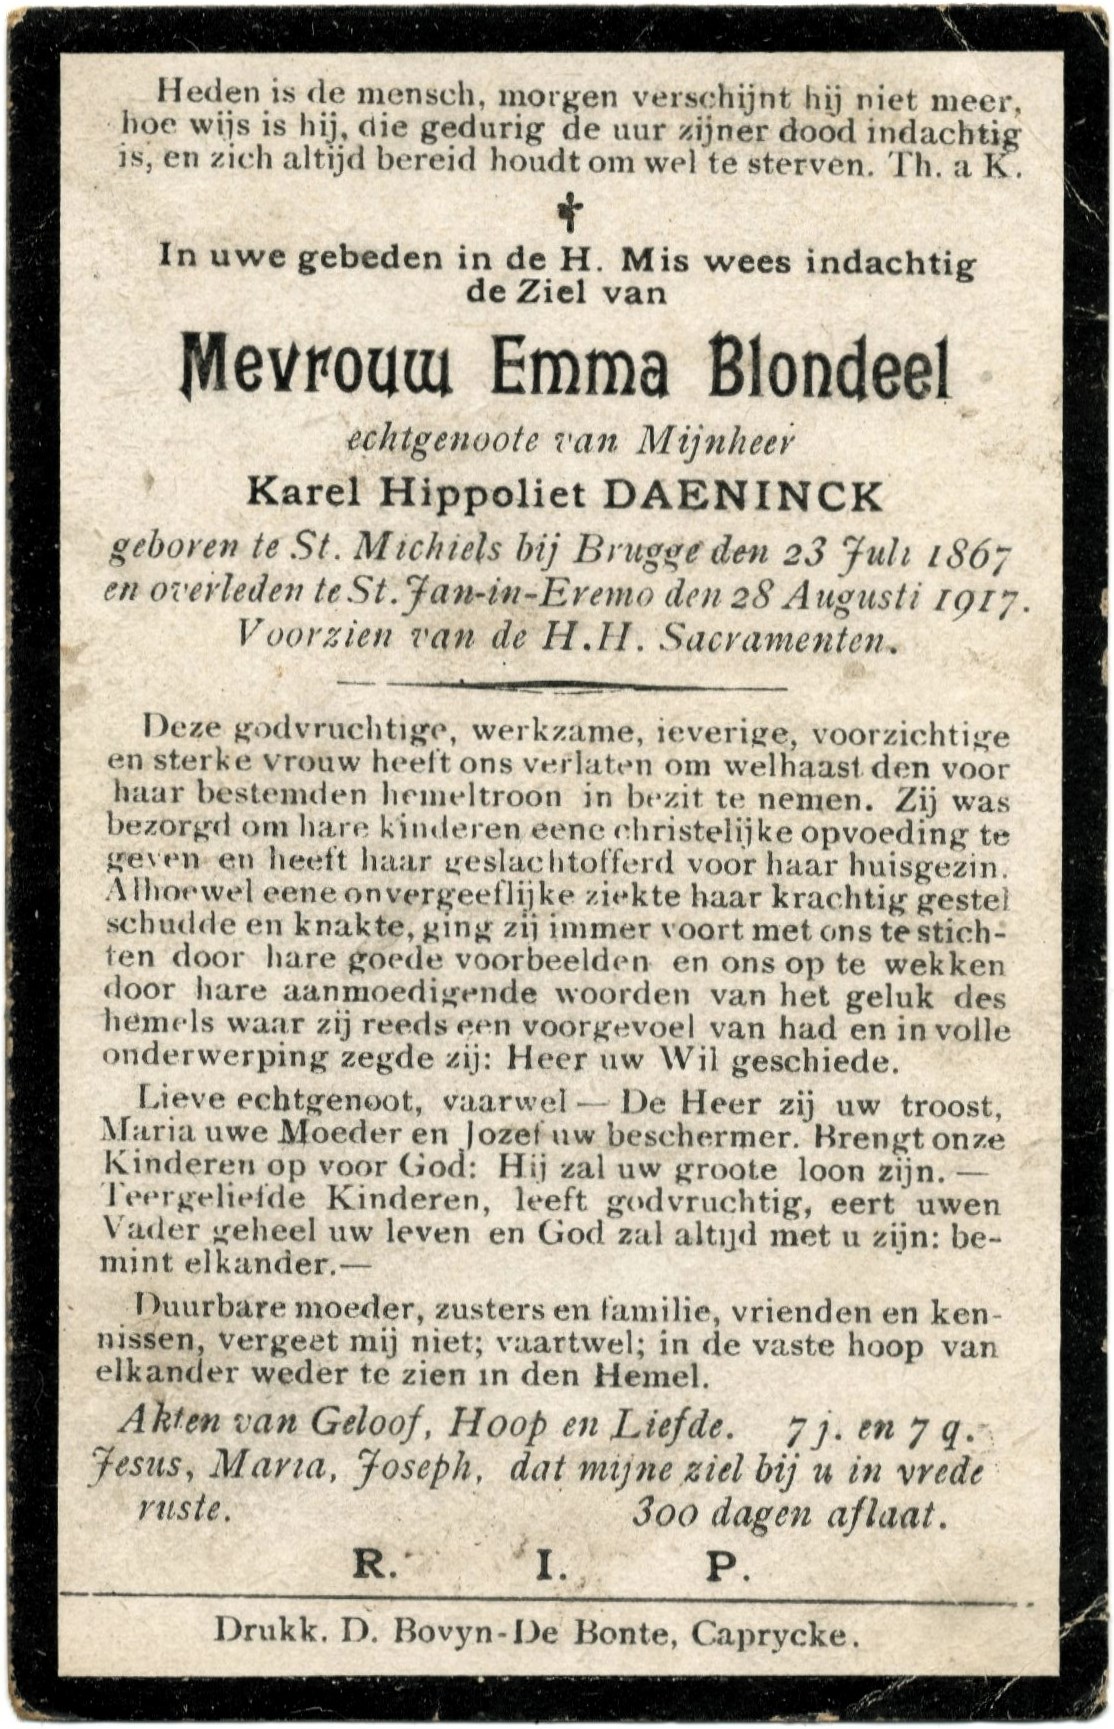 Heden is de mensch, morgen verschijnt hij niet meer,
hoe wijs is hij, die gedurig de uur zijner dood indachtig
is, en zich altijd bereid houdt om wel te sterven. Th. a K.
✝
In uwe gebeden in de H. Mis wees indachtig
de Ziel van
Mevrouw Emma Blondeel
echtgenoote van Mijnheer
Karel Hippoliet DAENINCK
geboren te St. Michiels bij Brugge den 23 Juli 1867
en overleden te St. Jan-in-Eremo den 28 Augusti 1917.
Voorzien van de H.H. Sacramenten.
Deze godvruchtige, werkzame, ieverige, voorzichtige
en sterke vrouw heeft ons verlaten om welhaast den voor
haar bestemden hemeltroon in bezit te nemen. Zij was
bezorgd om hare kinderen eene christelijke opvoeding te
geven en heeft haar geslachtofferd voor haar huisgezin.
Alhoewel eene onvergeeflijke ziekte haar krachtig gestel
schudde en knakte, ging zij immer voort met ons te stich-
ten door hare goede voorbeelden en ons op te wekken
door hare aanmoedigende woorden van het geluk des
hemels waar zij reeds een voorgevoel van had en in volle
onderwerping zegde zij: Heer uw Wil geschiede.
Lieve echtgenoot, vaarwel — De Heer zij uw troost,
Maria uwe Moeder en Jozef uw beschermer. Brengt onze
Kinderen op voor God: Hij zal uw groote loon zijn. —
Teergeliefde Kinderen, leeft godvruchtig, eert uwen
Vader geheel uw leven en God zal altijd met u zijn: be-
mint elkander.—
Duurbare moeder, zusters en familie, vrienden en ken-
nissen, vergeet mij niet; vaartwel; in de vaste hoop van
elkander weder te zien in den Hemel.
Akten van Geloof, Hoop en Liefde. 7 j. en 7 q.
Jesus, Maria, Joseph, dat mijne ziel bij u in vrede
ruste. 300 dagen aflaat.
R. I. P.
Drukk. D. Bovyn-De Bonte, Caprycke.